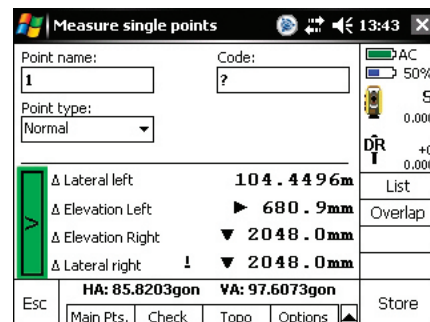 Measure single points 13:43
Point name: Code:
1 ?
Point type:
Normal
AC
50%
S
0.000
DR +0
0.000
Δ Lateral left 104.4496m
Δ Elevation Left ▶ 680.9mm
Δ Elevation Right ▼ 2048.0mm
Δ Lateral right ! ▼ 2048.0mm
>
List
Overlap
HA: 85.8203gon VA: 97.6073gon
Esc Main Pts. Check Topo Options Store